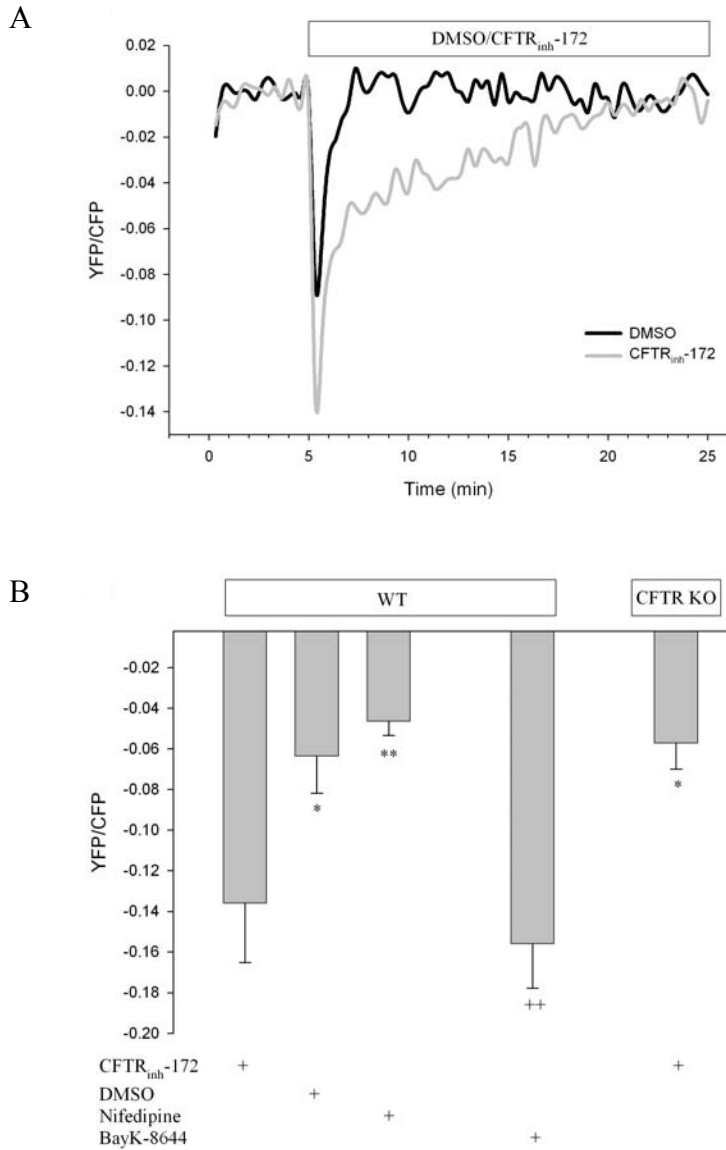 A
DMSO/CFTRinh-172
0.02
0.00
-0.02
-0.04
-0.06
-0.08
-0.10
-0.12
-0.14
YFP/CFP
DMSO
CFTRinh-172
0 5 10 15 20 25
Time (min)
B
WT
CFTR KO
-0.02
-0.04
-0.06
-0.08
-0.10
-0.12
-0.14
-0.16
-0.18
-0.20
YFP/CFP
*
**
++
*
CFTRinh-172 + +
DMSO +
Nifedipine +
BayK-8644 +